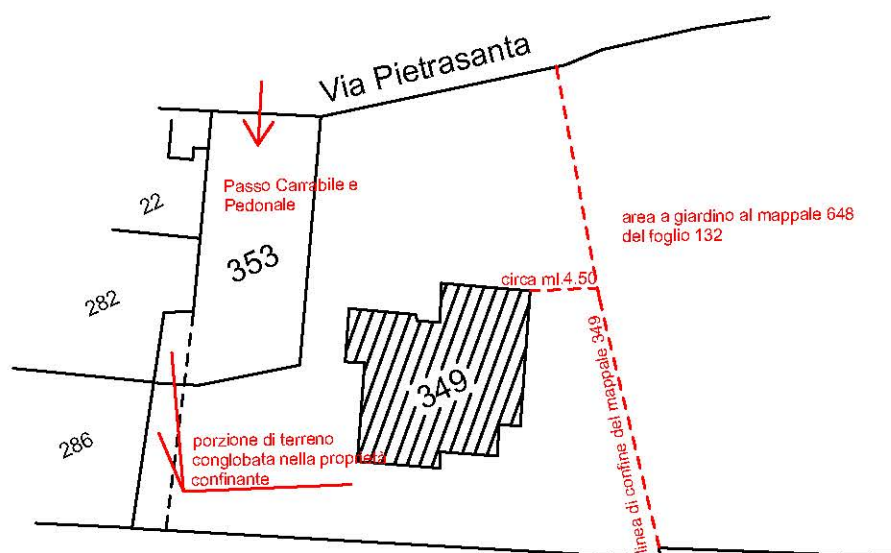 Via Pietrasanta
Passo Carrabile e
Pedonale
22
353
area a giardino al mappale 648
del foglio 132
circa ml.4.50
282
349
linea di confine del mappale 349
286
porzione di terreno
conglobata nella proprietà
confinante